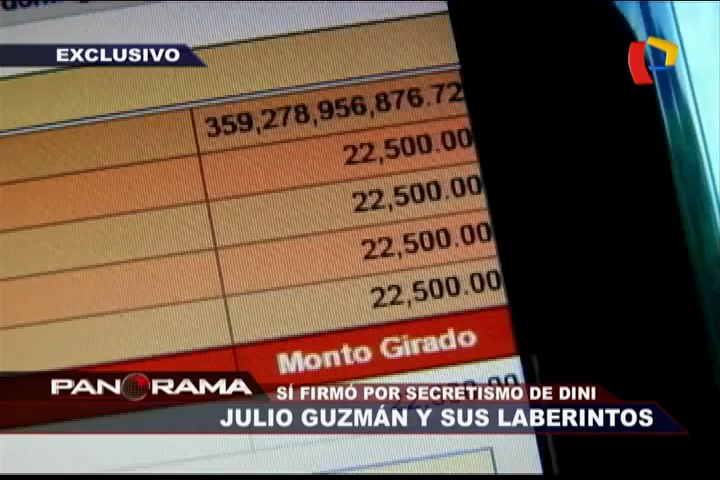 EXCLUSIVO
359,278,956,876.72
22,500.00
22,500.00
22,500.00
22,500.00
Monto Girado
PANORAMA
SÍ FIRMÓ POR SECRETISMO DE DINI
JULIO GUZMÁN Y SUS LABERINTOS